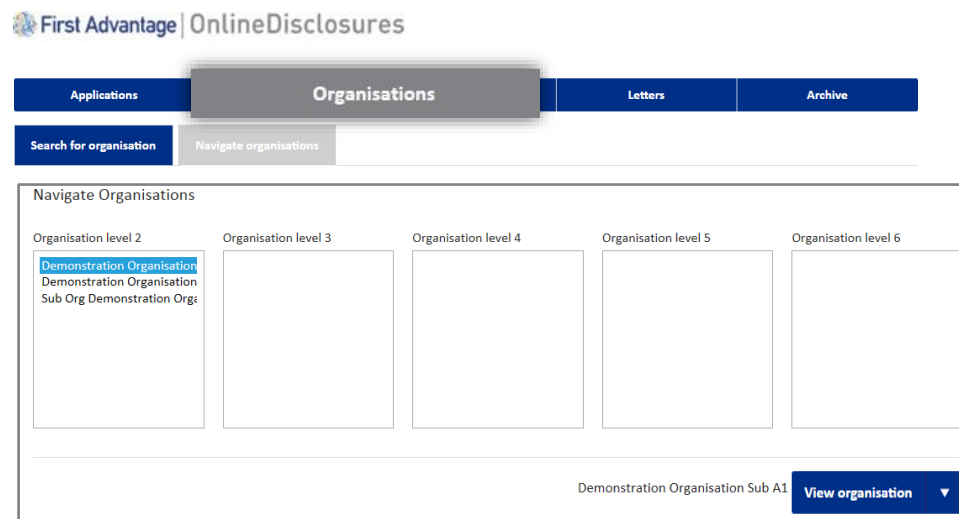 First Advantage | OnlineDisclosures
Applications Organisations Letters Archive
Search for organisation Navigate organisations
Navigate Organisations
Organisation level 2 Organisation level 3 Organisation level 4 Organisation level 5 Organisation level 6
Demonstration Organisation
Demonstration Organisation
Sub Org Demonstration Orga
Demonstration Organisation Sub A1 View organisation ▼